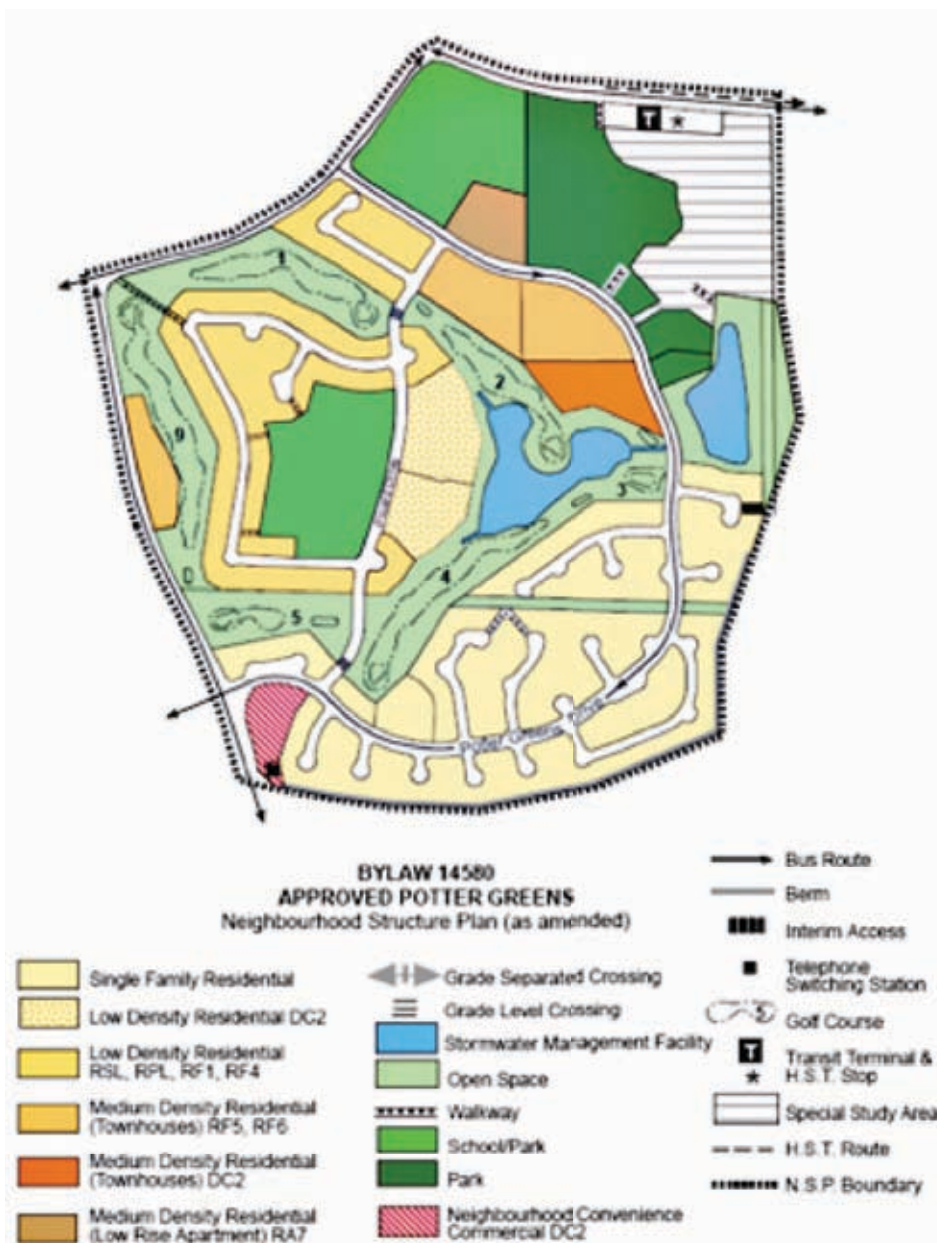 T
1
2
9
3
4
5
Potter Greens Drive
BYLAW 14580
APPROVED POTTER GREENS
Neighbourhood Structure Plan (as amended)
Single Family Residential
Low Density Residential DC2
Low Density Residential
RSL, RPL, RF1, RF4
Medium Density Residential
(Townhouses) RF5, RF6
Medium Density Residential
(Townhouses) DC2
Medium Density Residential
(Low Rise Apartment) RA7
Grade Separated Crossing
Grade Level Crossing
Stormwater Management Facility
Open Space
Walkway
School/Park
Park
Neighbourhood Convenience
Commercial DC2
Bus Route
Berm
Interim Access
Telephone
Switching Station
5
Golf Course
T
Transit Terminal &
H.S.T. Stop
Special Study Area
H.S.T. Route
N.S.P. Boundary